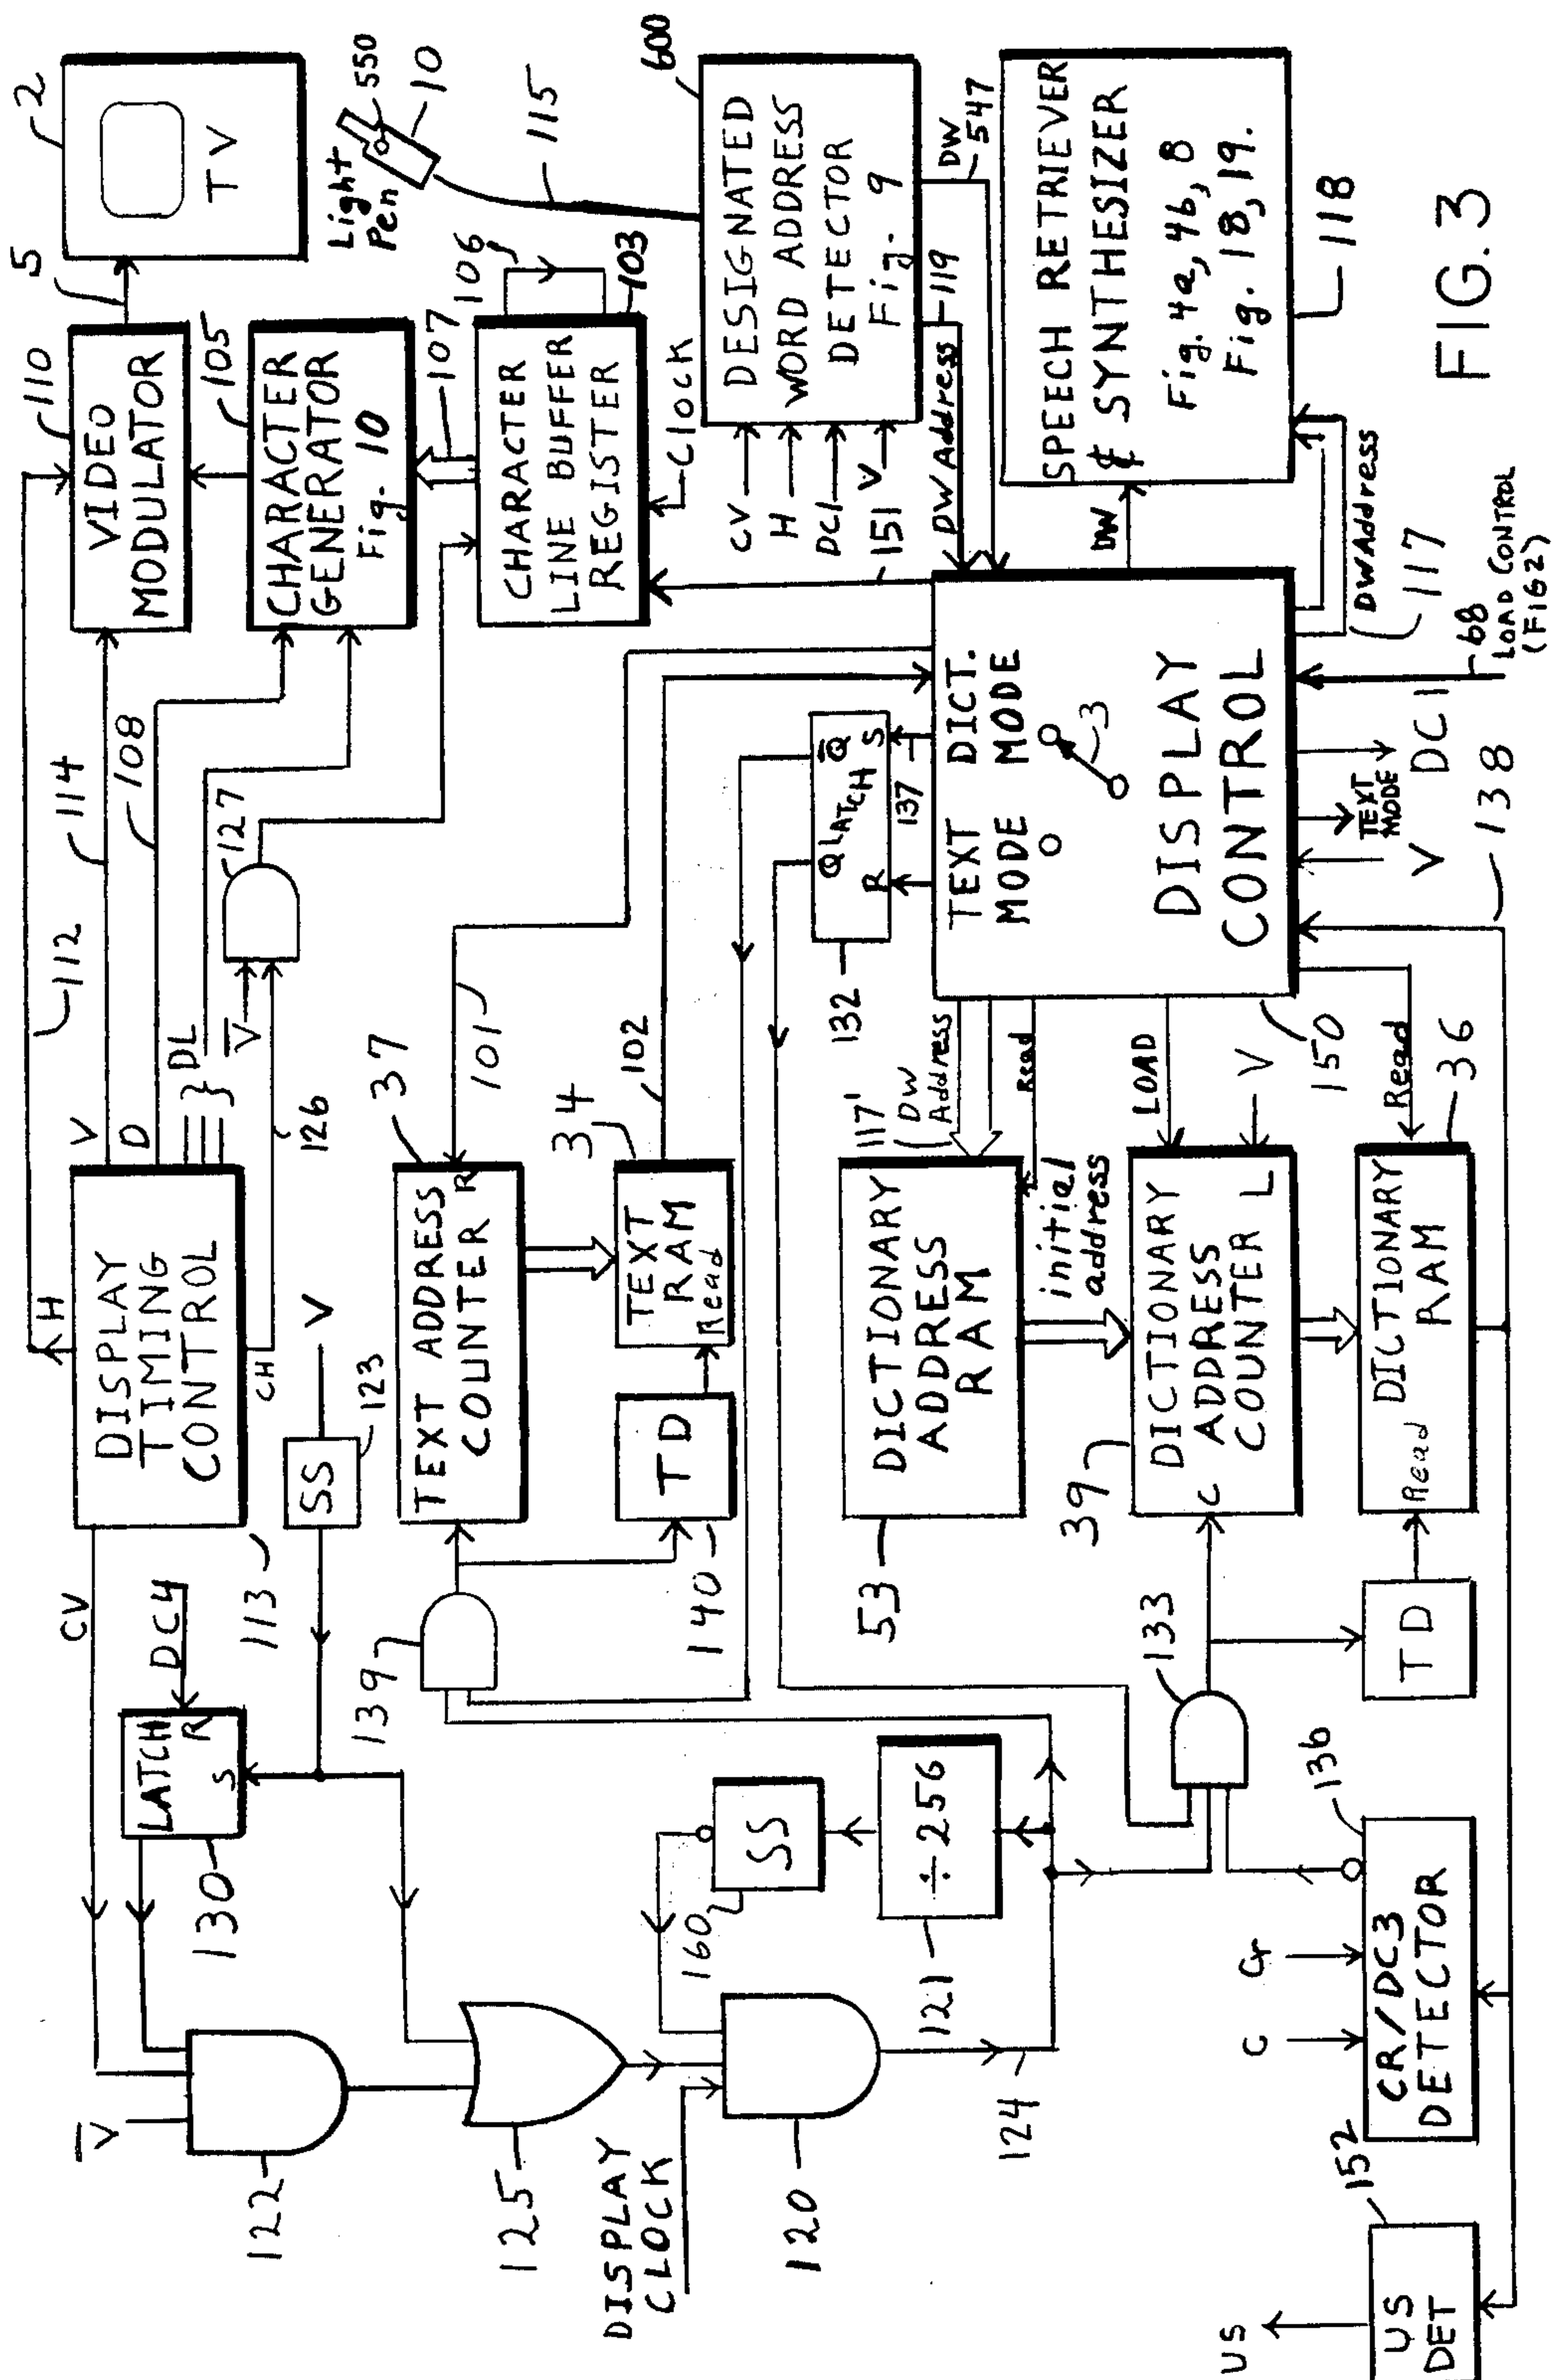 5
2
TV
Light
Pen
550
10
115
110
VIDEO
MODULATOR
105
CHARACTER
GENERATOR
Fig. 10
107
106
103
CHARACTER
LINE BUFFER
REGISTER
Clock
600
DESIGNATED
WORD ADDRESS
DETECTOR
Fig. 9
CV
H
DC1
V
151
DW Address
119
DW
547
SPEECH RETRIEVER
& SYNTHESIZER
Fig. 4a, 4b, 8
Fig. 18, 19.
118
DW
DW Address
117
68
LOAD CONTROL
(FIG 2)
FIG. 3
112
114
108
127
V
D
DL
V̅
126
H
CH
DISPLAY
TIMING
CONTROL
113
CV
DC4
LATCH
R
S
130
SS
123
V
37
TEXT ADDRESS
COUNTER
R
101
34
TEXT
RAM
Read
102
TD
140
139
132
Q LATCH Q̅
R
S
137
TEXT
MODE
DICT.
MODE
3
DISPLAY
CONTROL
150
TEXT
MODE
V
DC1
138
117'
DW
Address
Read
LOAD
V
Read
53
DICTIONARY
ADDRESS
RAM
initial
address
39
DICTIONARY
ADDRESS
COUNTER
C
L
36
DICTIONARY
RAM
Read
TD
133
V̅
122
125
DISPLAY
CLOCK
120
124
160
SS
÷256
121
136
C
Cr
CR/DC3
DETECTOR
152
US
US
DET